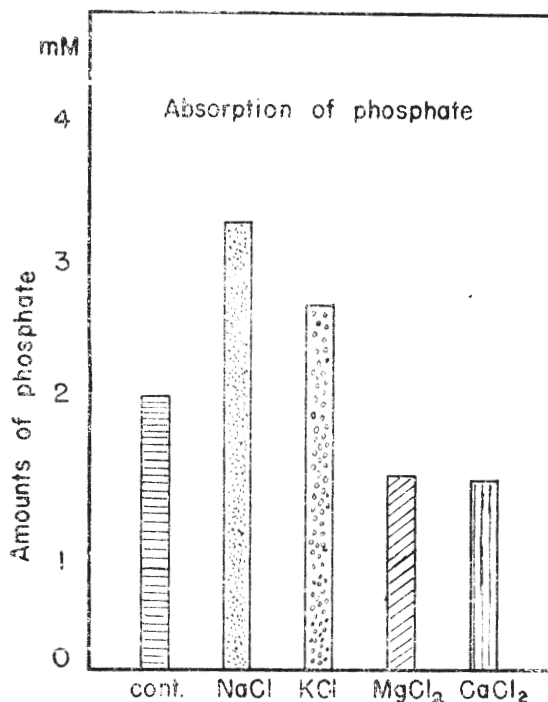 mM
Absorption of phosphate
4
3
2
1
0
Amounts of phosphate
cont. NaCl KCl MgCl₂ CaCl₂